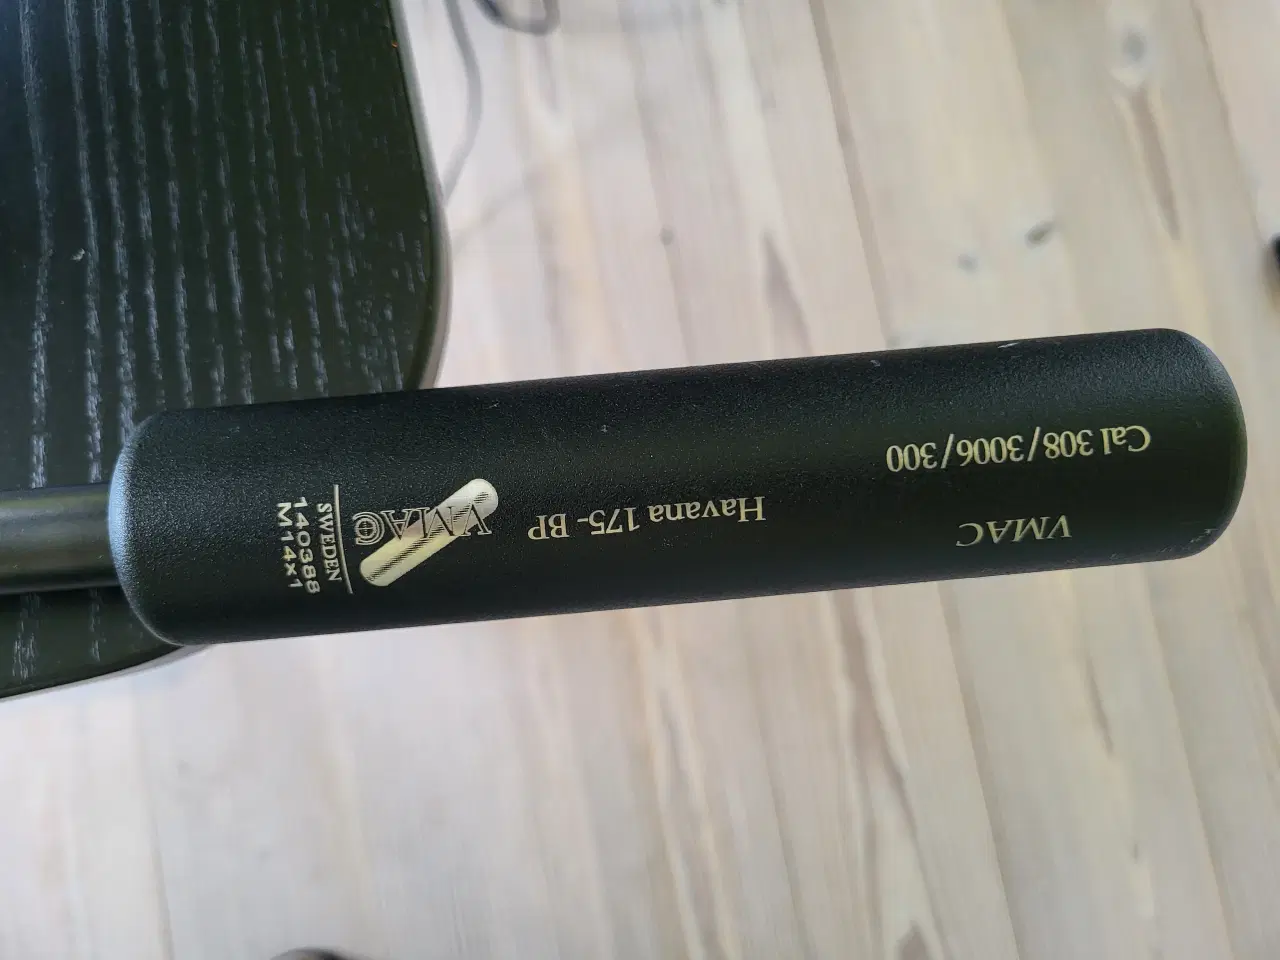 VMAC
Cal 308/3006/300
Havana 175- BP
VMAC
SWEDEN
140388
M14x1